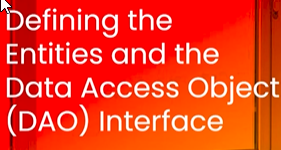 Defining the
Entities and the
Data Access Object
(DAO) Interface